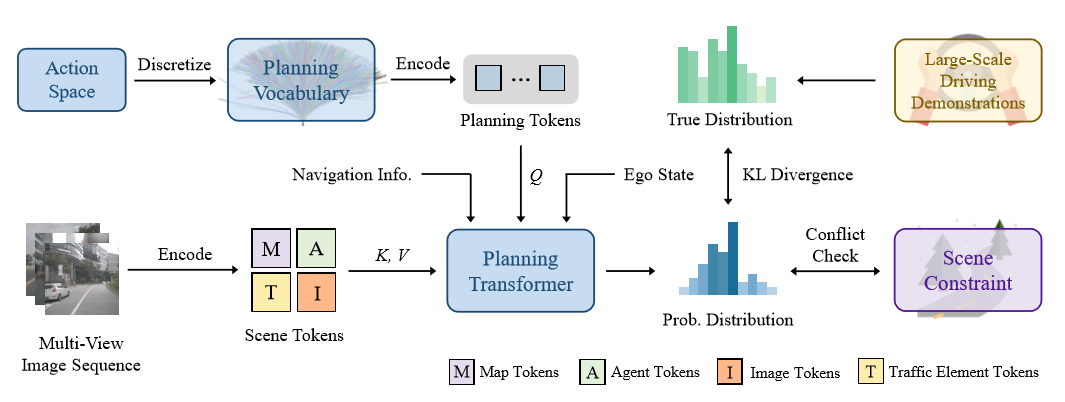 Action
Space
Discretize
Planning
Vocabulary
Encode
...
Planning Tokens
True Distribution
Large-Scale
Driving
Demonstrations
Navigation Info.
Q
Ego State
KL Divergence
Multi-View
Image Sequence
Encode
M
A
T
I
Scene Tokens
K, V
Planning
Transformer
Prob. Distribution
Conflict
Check
Scene
Constraint
M Map Tokens
A Agent Tokens
I Image Tokens
T Traffic Element Tokens